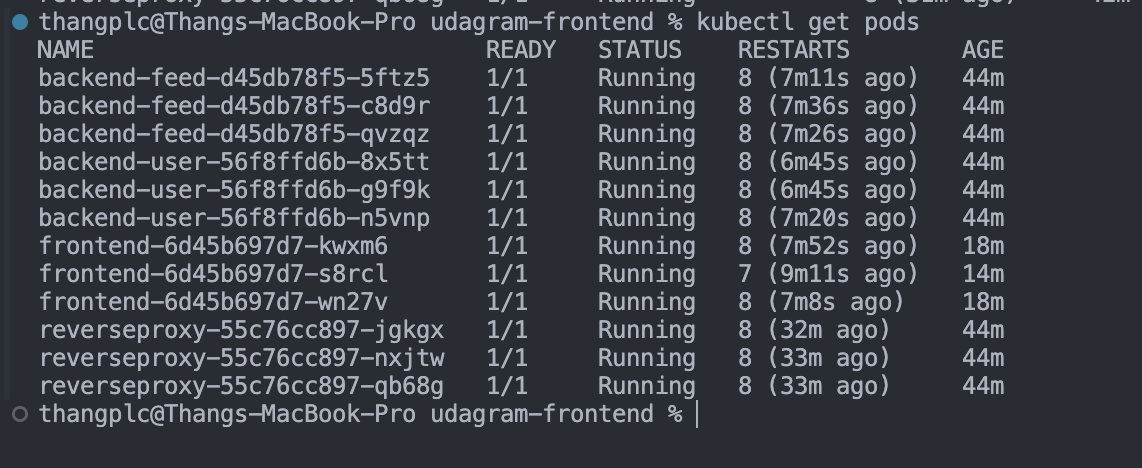 thangplc@Thangs-MacBook-Pro udagram-frontend % kubectl get pods
NAME READY STATUS RESTARTS AGE
backend-feed-d45db78f5-5ftz5 1/1 Running 8 (7m11s ago) 44m
backend-feed-d45db78f5-c8d9r 1/1 Running 8 (7m36s ago) 44m
backend-feed-d45db78f5-qvzqz 1/1 Running 8 (7m26s ago) 44m
backend-user-56f8ffd6b-8x5tt 1/1 Running 8 (6m45s ago) 44m
backend-user-56f8ffd6b-g9f9k 1/1 Running 8 (6m45s ago) 44m
backend-user-56f8ffd6b-n5vnp 1/1 Running 8 (7m20s ago) 44m
frontend-6d45b697d7-kwxm6 1/1 Running 8 (7m52s ago) 18m
frontend-6d45b697d7-s8rcl 1/1 Running 7 (9m11s ago) 14m
frontend-6d45b697d7-wn27v 1/1 Running 8 (7m8s ago) 18m
reverseproxy-55c76cc897-jgkgx 1/1 Running 8 (32m ago) 44m
reverseproxy-55c76cc897-nxjtw 1/1 Running 8 (33m ago) 44m
reverseproxy-55c76cc897-qb68g 1/1 Running 8 (33m ago) 44m
thangplc@Thangs-MacBook-Pro udagram-frontend %